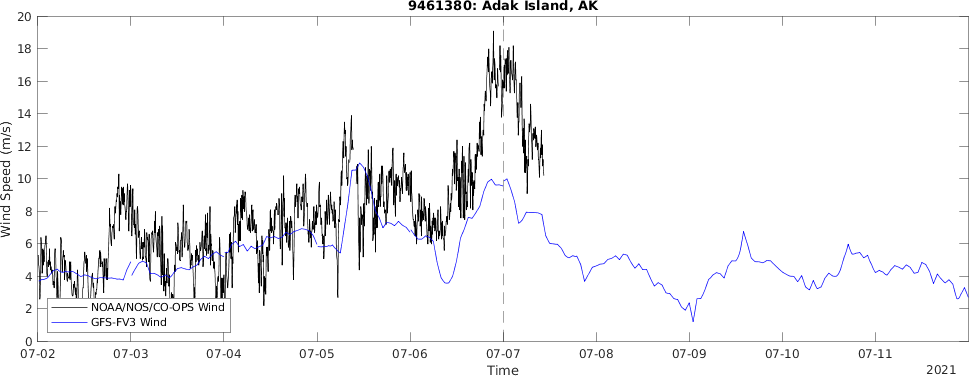 9461380: Adak Island, AK
Wind Speed (m/s)
20
18
16
14
12
10
8
6
4
2
0
NOAA/NOS/CO-OPS Wind
GFS-FV3 Wind
07-02 07-03 07-04 07-05 07-06 07-07 07-08 07-09 07-10 07-11
Time
2021